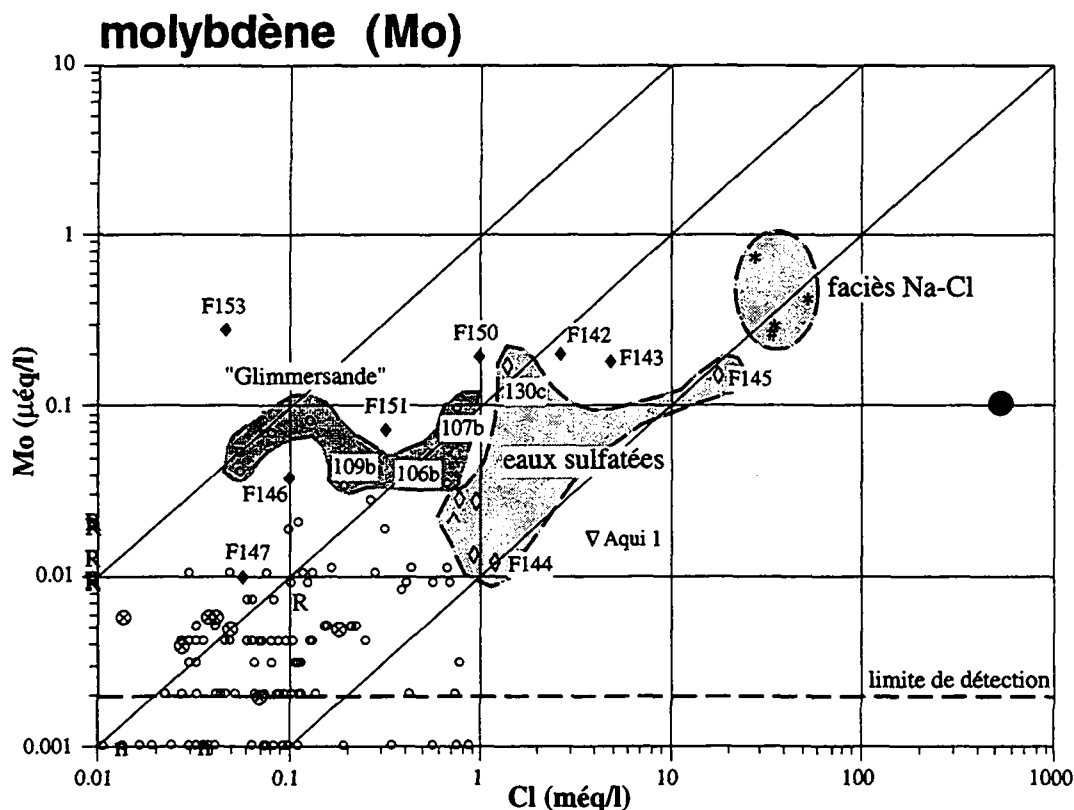 molybdène (Mo)
10
1
0.1
0.01
0.001
Mo (μéq/l)
F153
"Glimmersande"
F151
F150
F142
F143
faciès Na-Cl
130c
F145
107b
109b
106b
eaux sulfatées
F146
F147
F144
∇ Aqui 1
R
R
R
R
limite de détection
0.01
0.1
1
10
100
1000
Cl (méq/l)